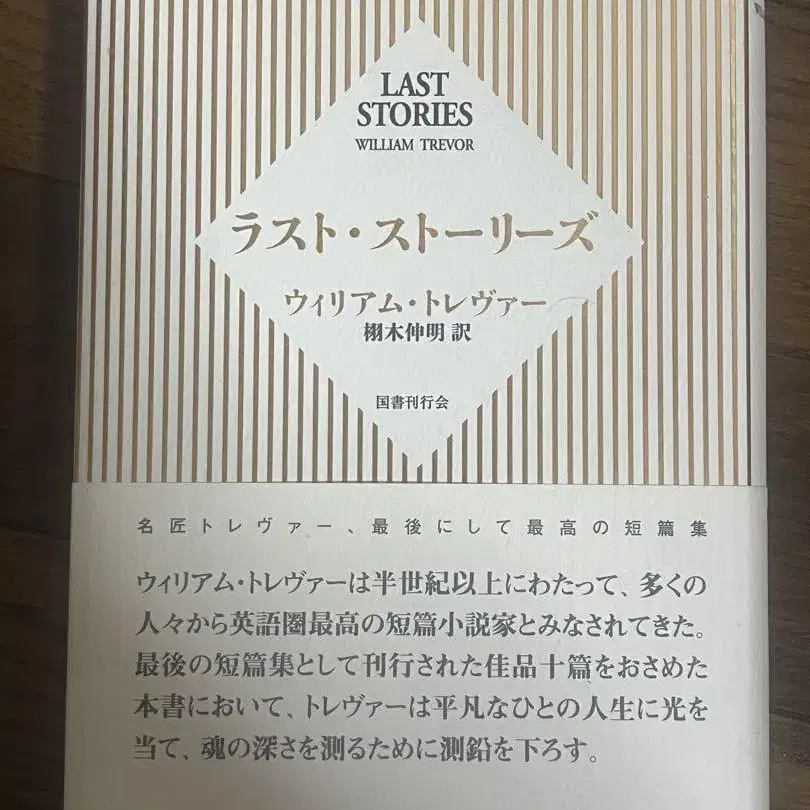 LAST
STORIES
WILLIAM TREVOR
ラスト・ストーリーズ
ウィリアム・トレヴァー
栩木伸明 訳
国書刊行会
名匠トレヴァー、最後にして最高の短篇集
ウィリアム・トレヴァーは半世紀以上にわたって、多くの
人々から英語圏最高の短篇小説家とみなされてきた。
最後の短篇集として刊行された佳品十篇をおさめた
本書において、トレヴァーは平凡なひとの人生に光を
当て、魂の深さを測るために測鉛を下ろす。